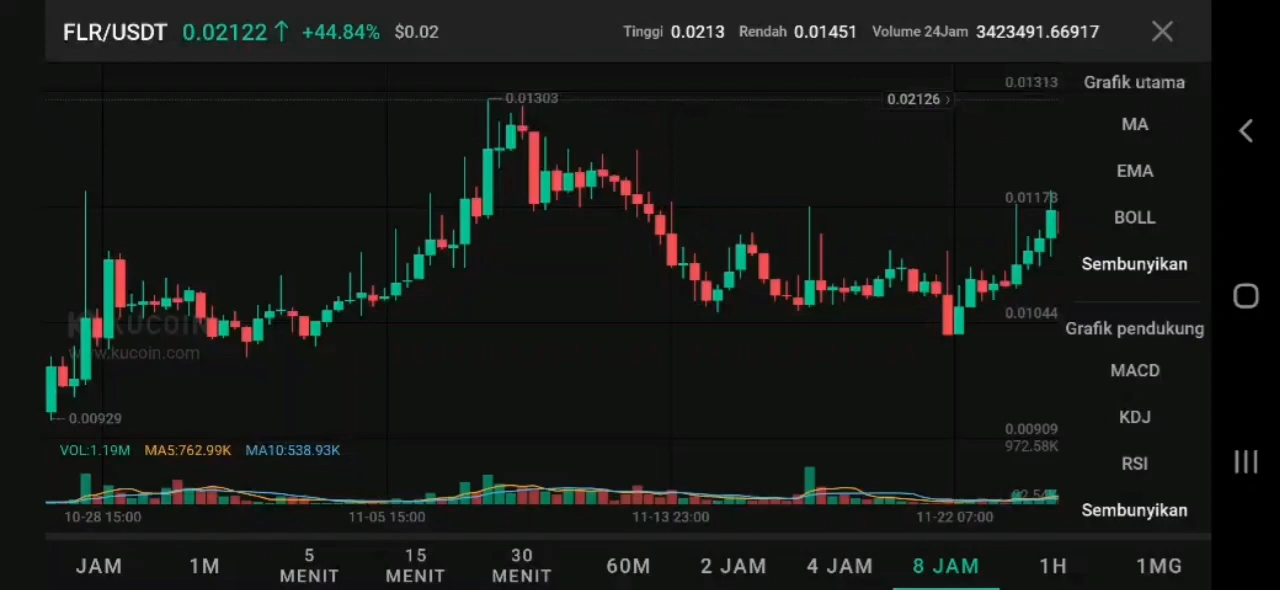 FLR/USDT 0.02122 ↑ +44.84% $0.02 Tinggi 0.0213 Rendah 0.01451 Volume 24Jam 3423491.66917
0.01313
Grafik utama
0.01303
0.02126 ›
MA
EMA
0.01173
BOLL
Sembunyikan
0.01044
KUCOIN
Grafik pendukung
www.kucoin.com
MACD
0.00929
KDJ
0.00909
VOL:1.19M MA5:762.99K MA10:538.93K
972.58K
RSI
10-28 15:00 11-05 15:00 11-13 23:00 11-22 07:00
Sembunyikan
JAM 1M 5 MENIT 15 MENIT 30 MENIT 60M 2 JAM 4 JAM 8 JAM 1H 1MG